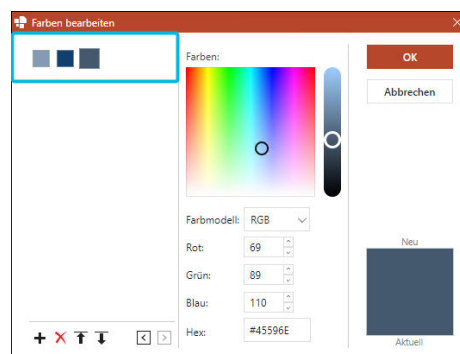 Farben bearbeiten
Farben:
OK
Abbrechen
Farbmodell: RGB
Rot: 69
Grün: 89
Blau: 110
Hex: #45596E
Neu
Aktuell